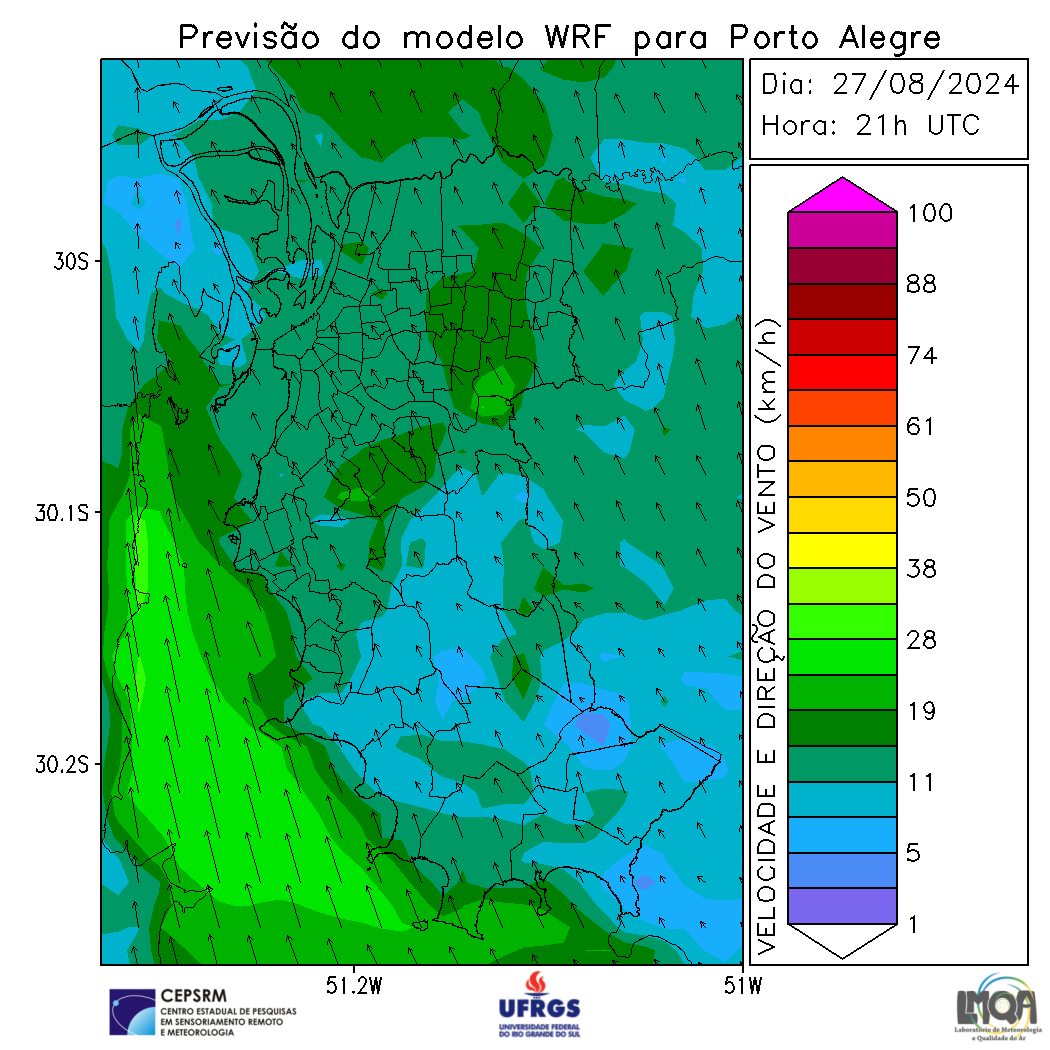 Previsão do modelo WRF para Porto Alegre
Dia: 27/08/2024
Hora: 21h UTC
30S
30.1S
30.2S
51.2W
51W
VELOCIDADE E DIREÇÃO DO VENTO (km/h)
100
88
74
61
50
38
28
19
11
5
1
CEPSRM
CENTRO ESTADUAL DE PESQUISAS
EM SENSORIAMENTO REMOTO
E METEOROLOGIA
UFRGS
UNIVERSIDADE FEDERAL
DO RIO GRANDE DO SUL
LMQA
Laboratório de Meteorologia
e Qualidade do Ar